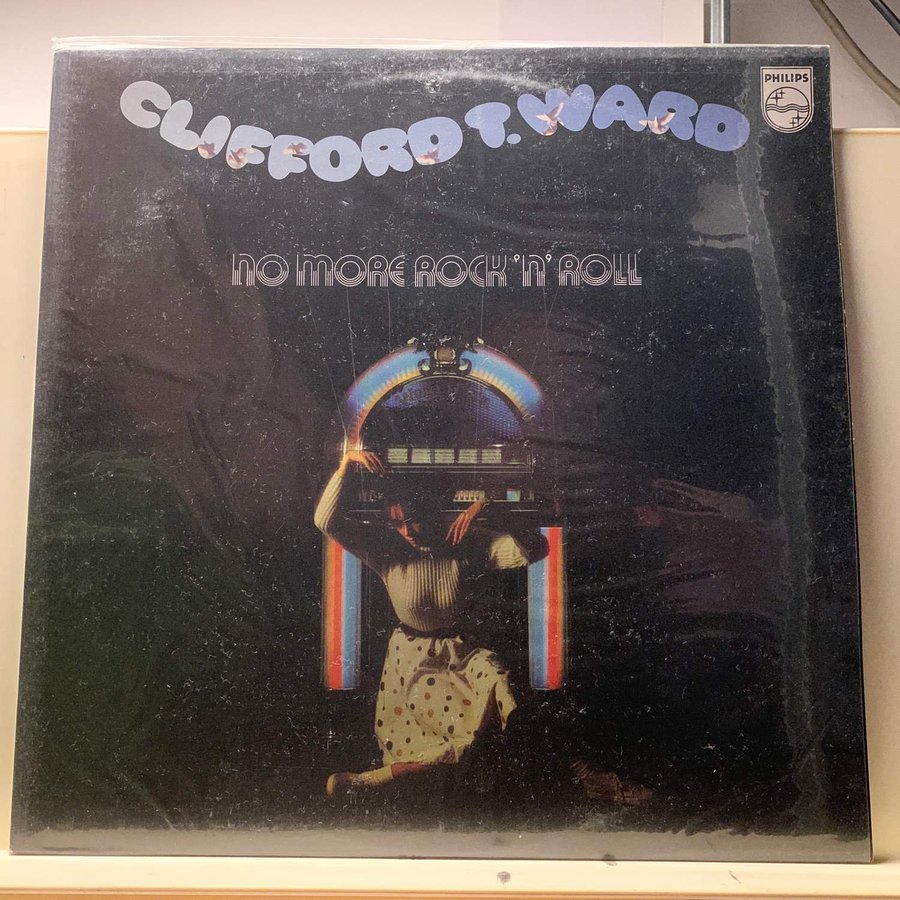 PHILIPS
CLIFFORD T. WARD
NO MORE ROCK 'N' ROLL